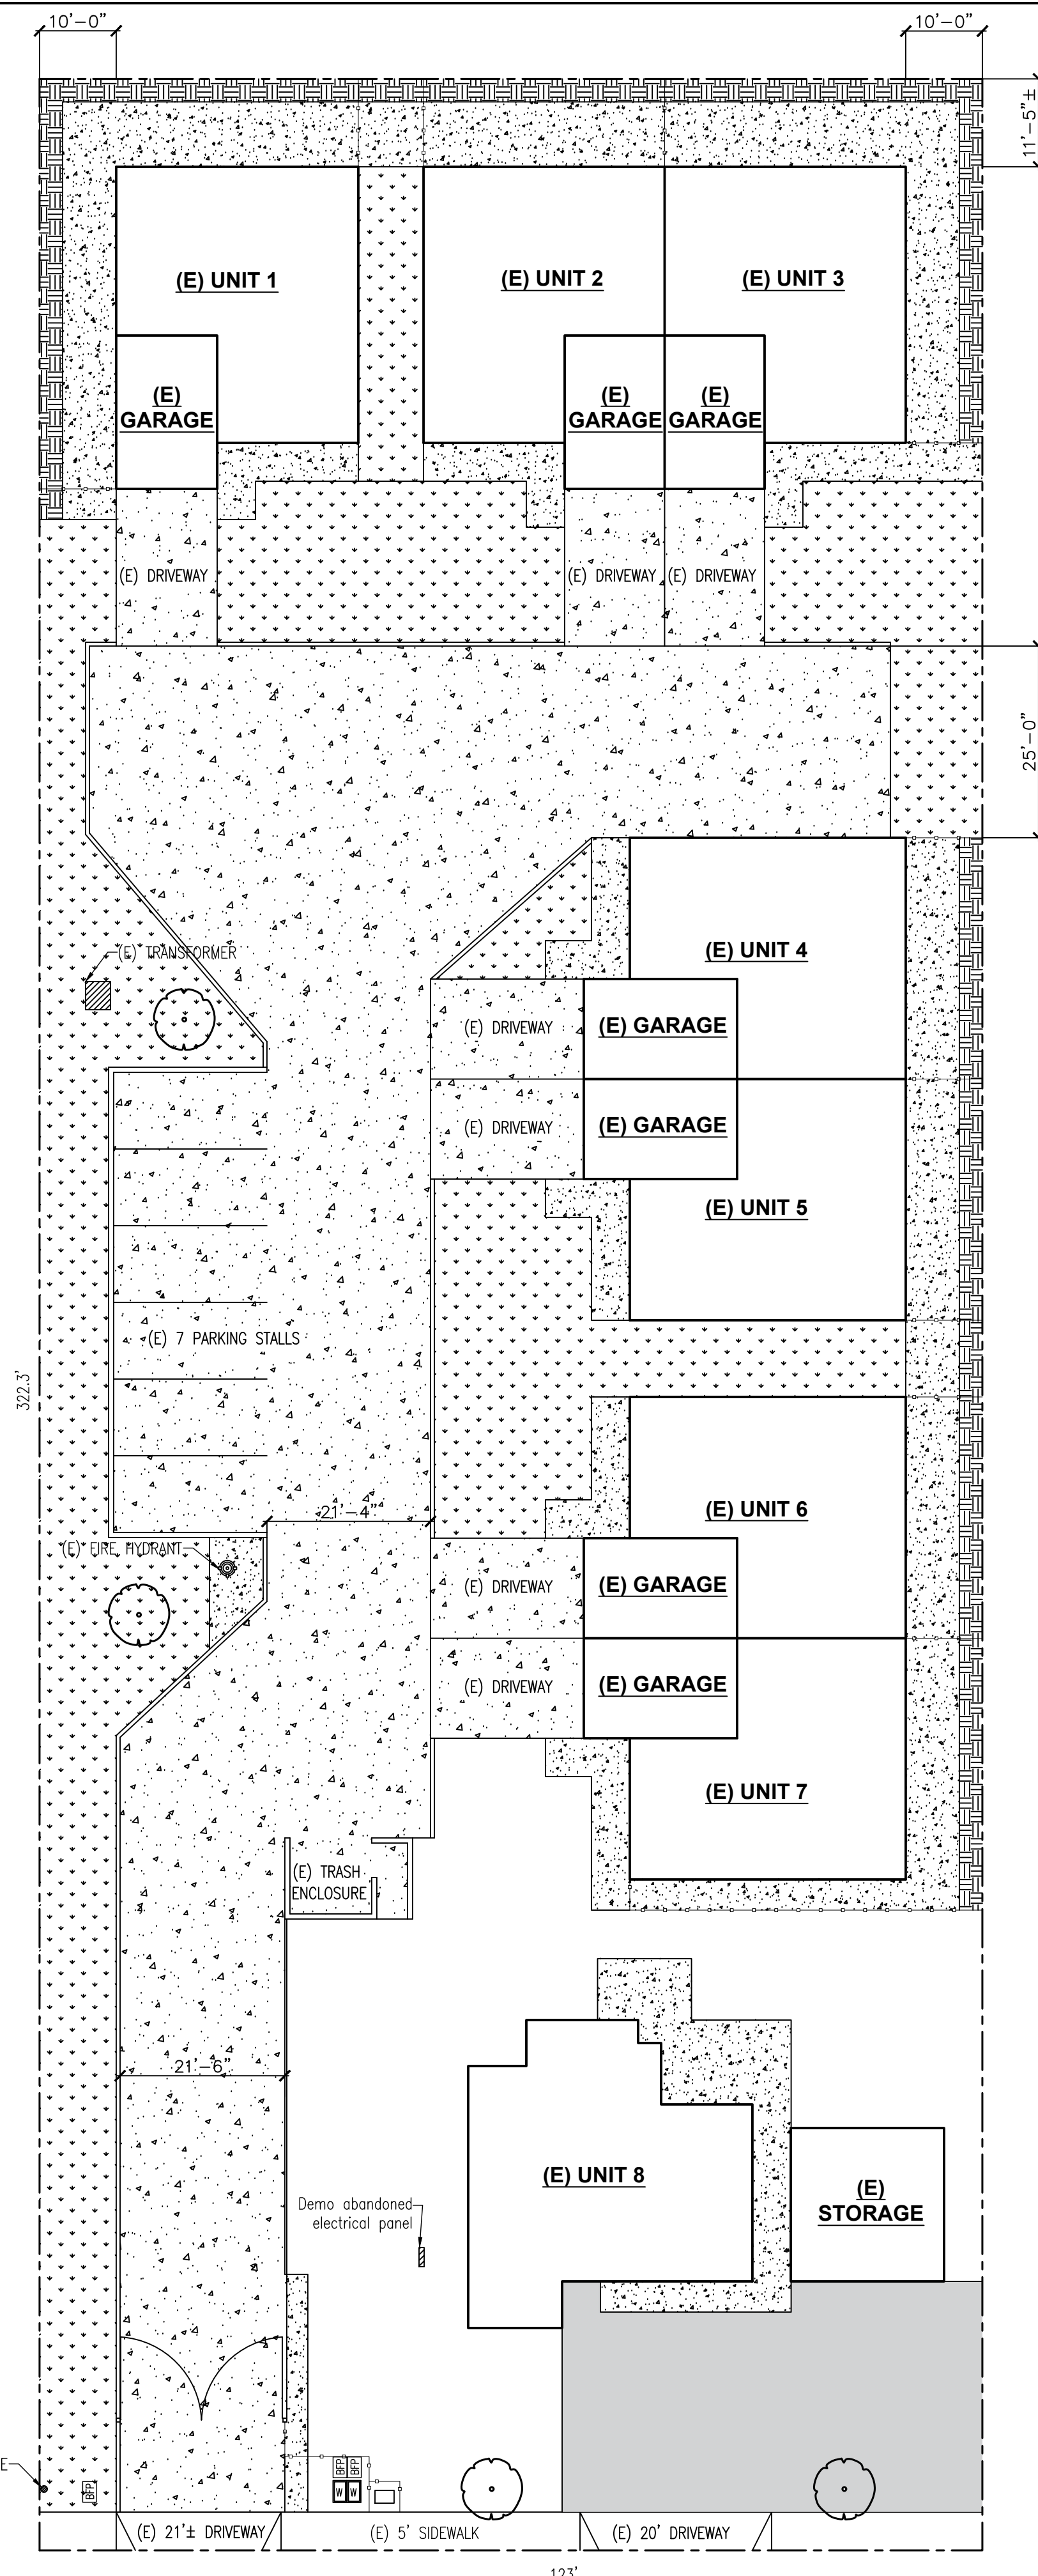 10'-0"
10'-0"
11'-5"±
(E) UNIT 1
(E) UNIT 2
(E) UNIT 3
(E)
GARAGE
(E)
GARAGE
(E)
GARAGE
(E) DRIVEWAY
(E) DRIVEWAY
(E) DRIVEWAY
25'-0"
(E) UNIT 4
(E) TRANSFORMER
(E) DRIVEWAY
(E) GARAGE
(E) DRIVEWAY
(E) GARAGE
(E) UNIT 5
(E) 7 PARKING STALLS
322.3'
21'-4"
(E) UNIT 6
(E) FIRE HYDRANT
(E) DRIVEWAY
(E) GARAGE
(E) DRIVEWAY
(E) GARAGE
(E) UNIT 7
(E) TRASH
ENCLOSURE
21'-6"
(E) UNIT 8
(E)
STORAGE
Demo abandoned
electrical panel
E
BFP
BFP
BFP
W
W
(E) 21'± DRIVEWAY
(E) 5' SIDEWALK
(E) 20' DRIVEWAY
123'